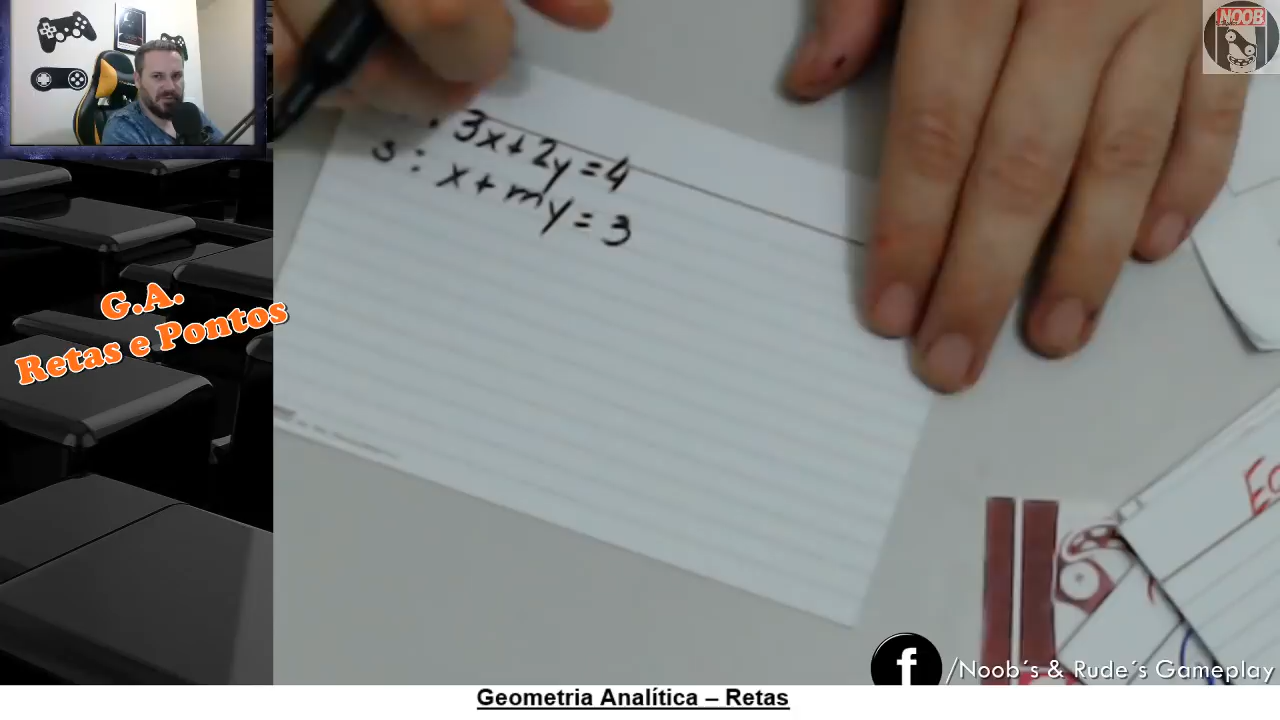 NOOB
: 3x+2y=4
s: x+my=3
G.A.
Retas e Pontos
f /Noob´s & Rude´s Gameplay
Geometria Analítica – Retas